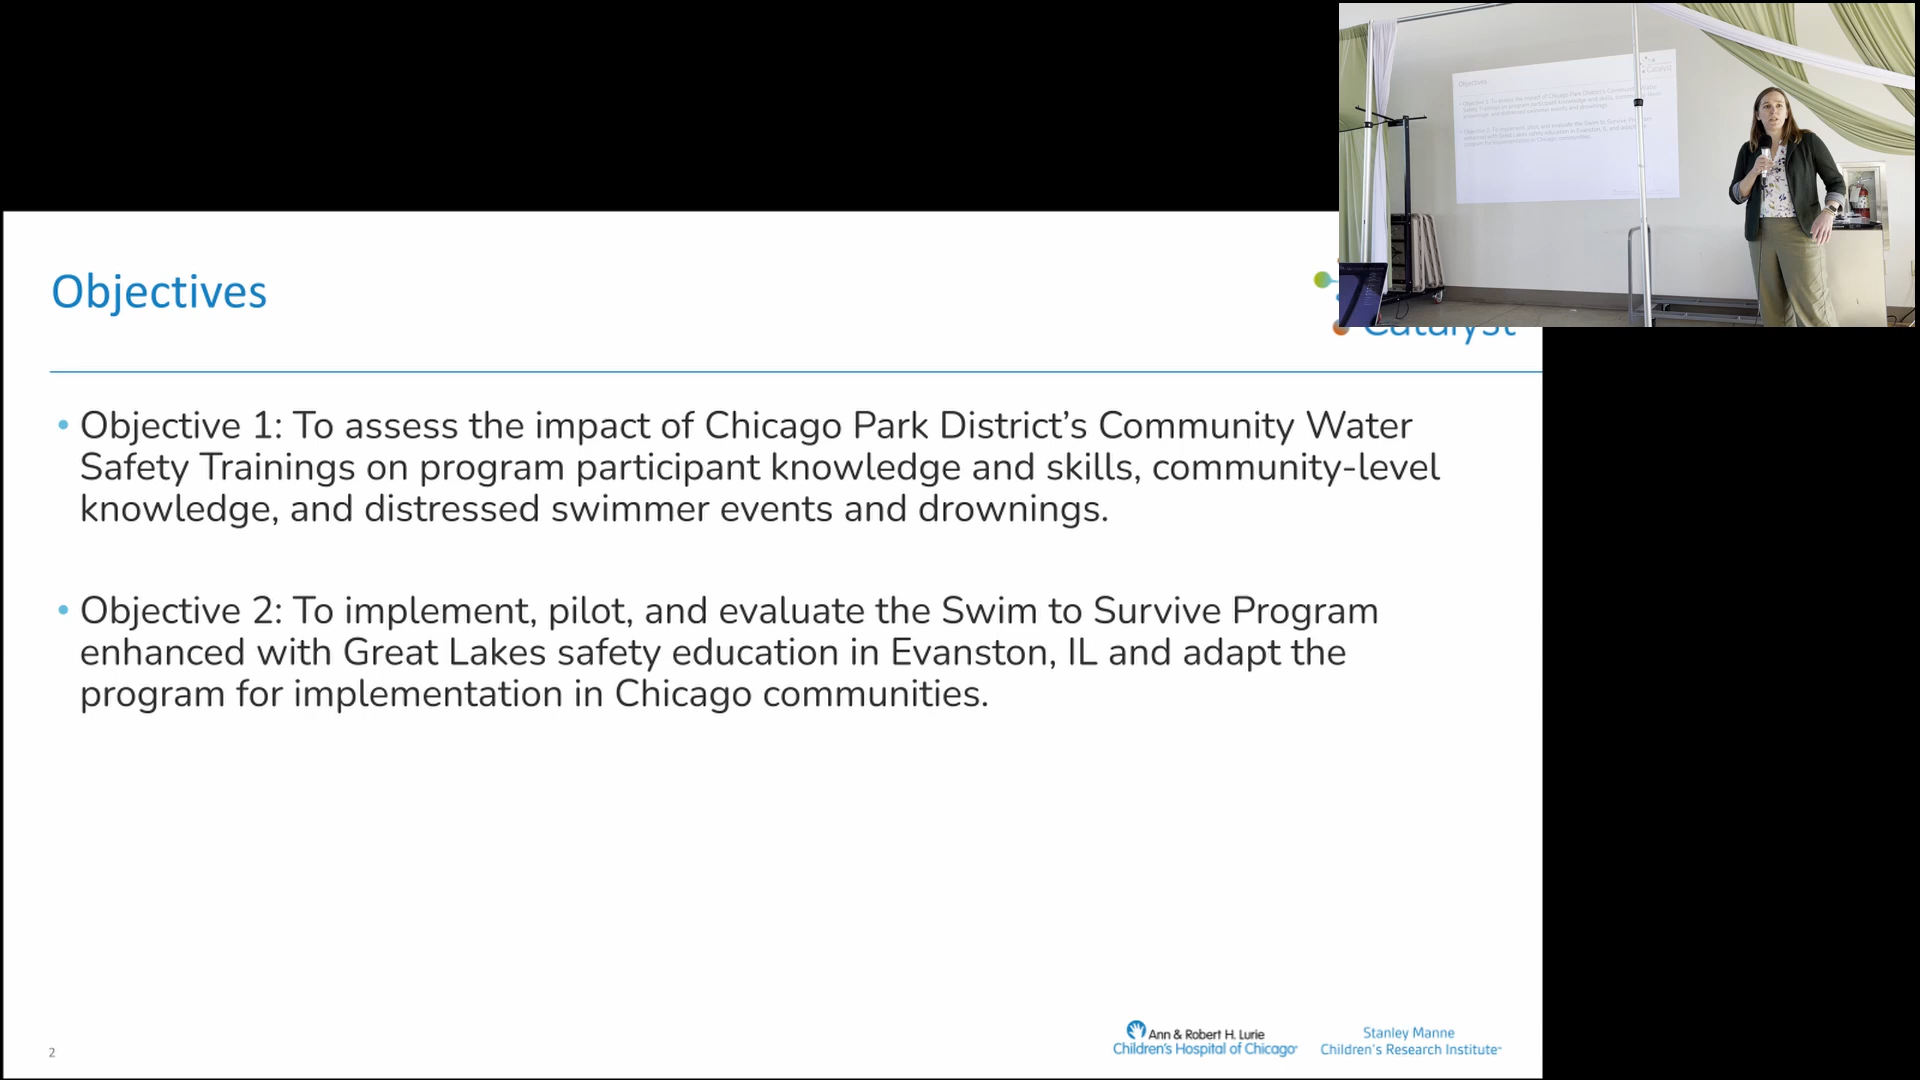 Objectives
Catalyst
• Objective 1: To assess the impact of Chicago Park District’s Community Water
Safety Trainings on program participant knowledge and skills, community-level
knowledge, and distressed swimmer events and drownings.
• Objective 2: To implement, pilot, and evaluate the Swim to Survive Program
enhanced with Great Lakes safety education in Evanston, IL and adapt the
program for implementation in Chicago communities.
2
Ann & Robert H. Lurie
Children's Hospital of Chicago
Stanley Manne
Children's Research Institute